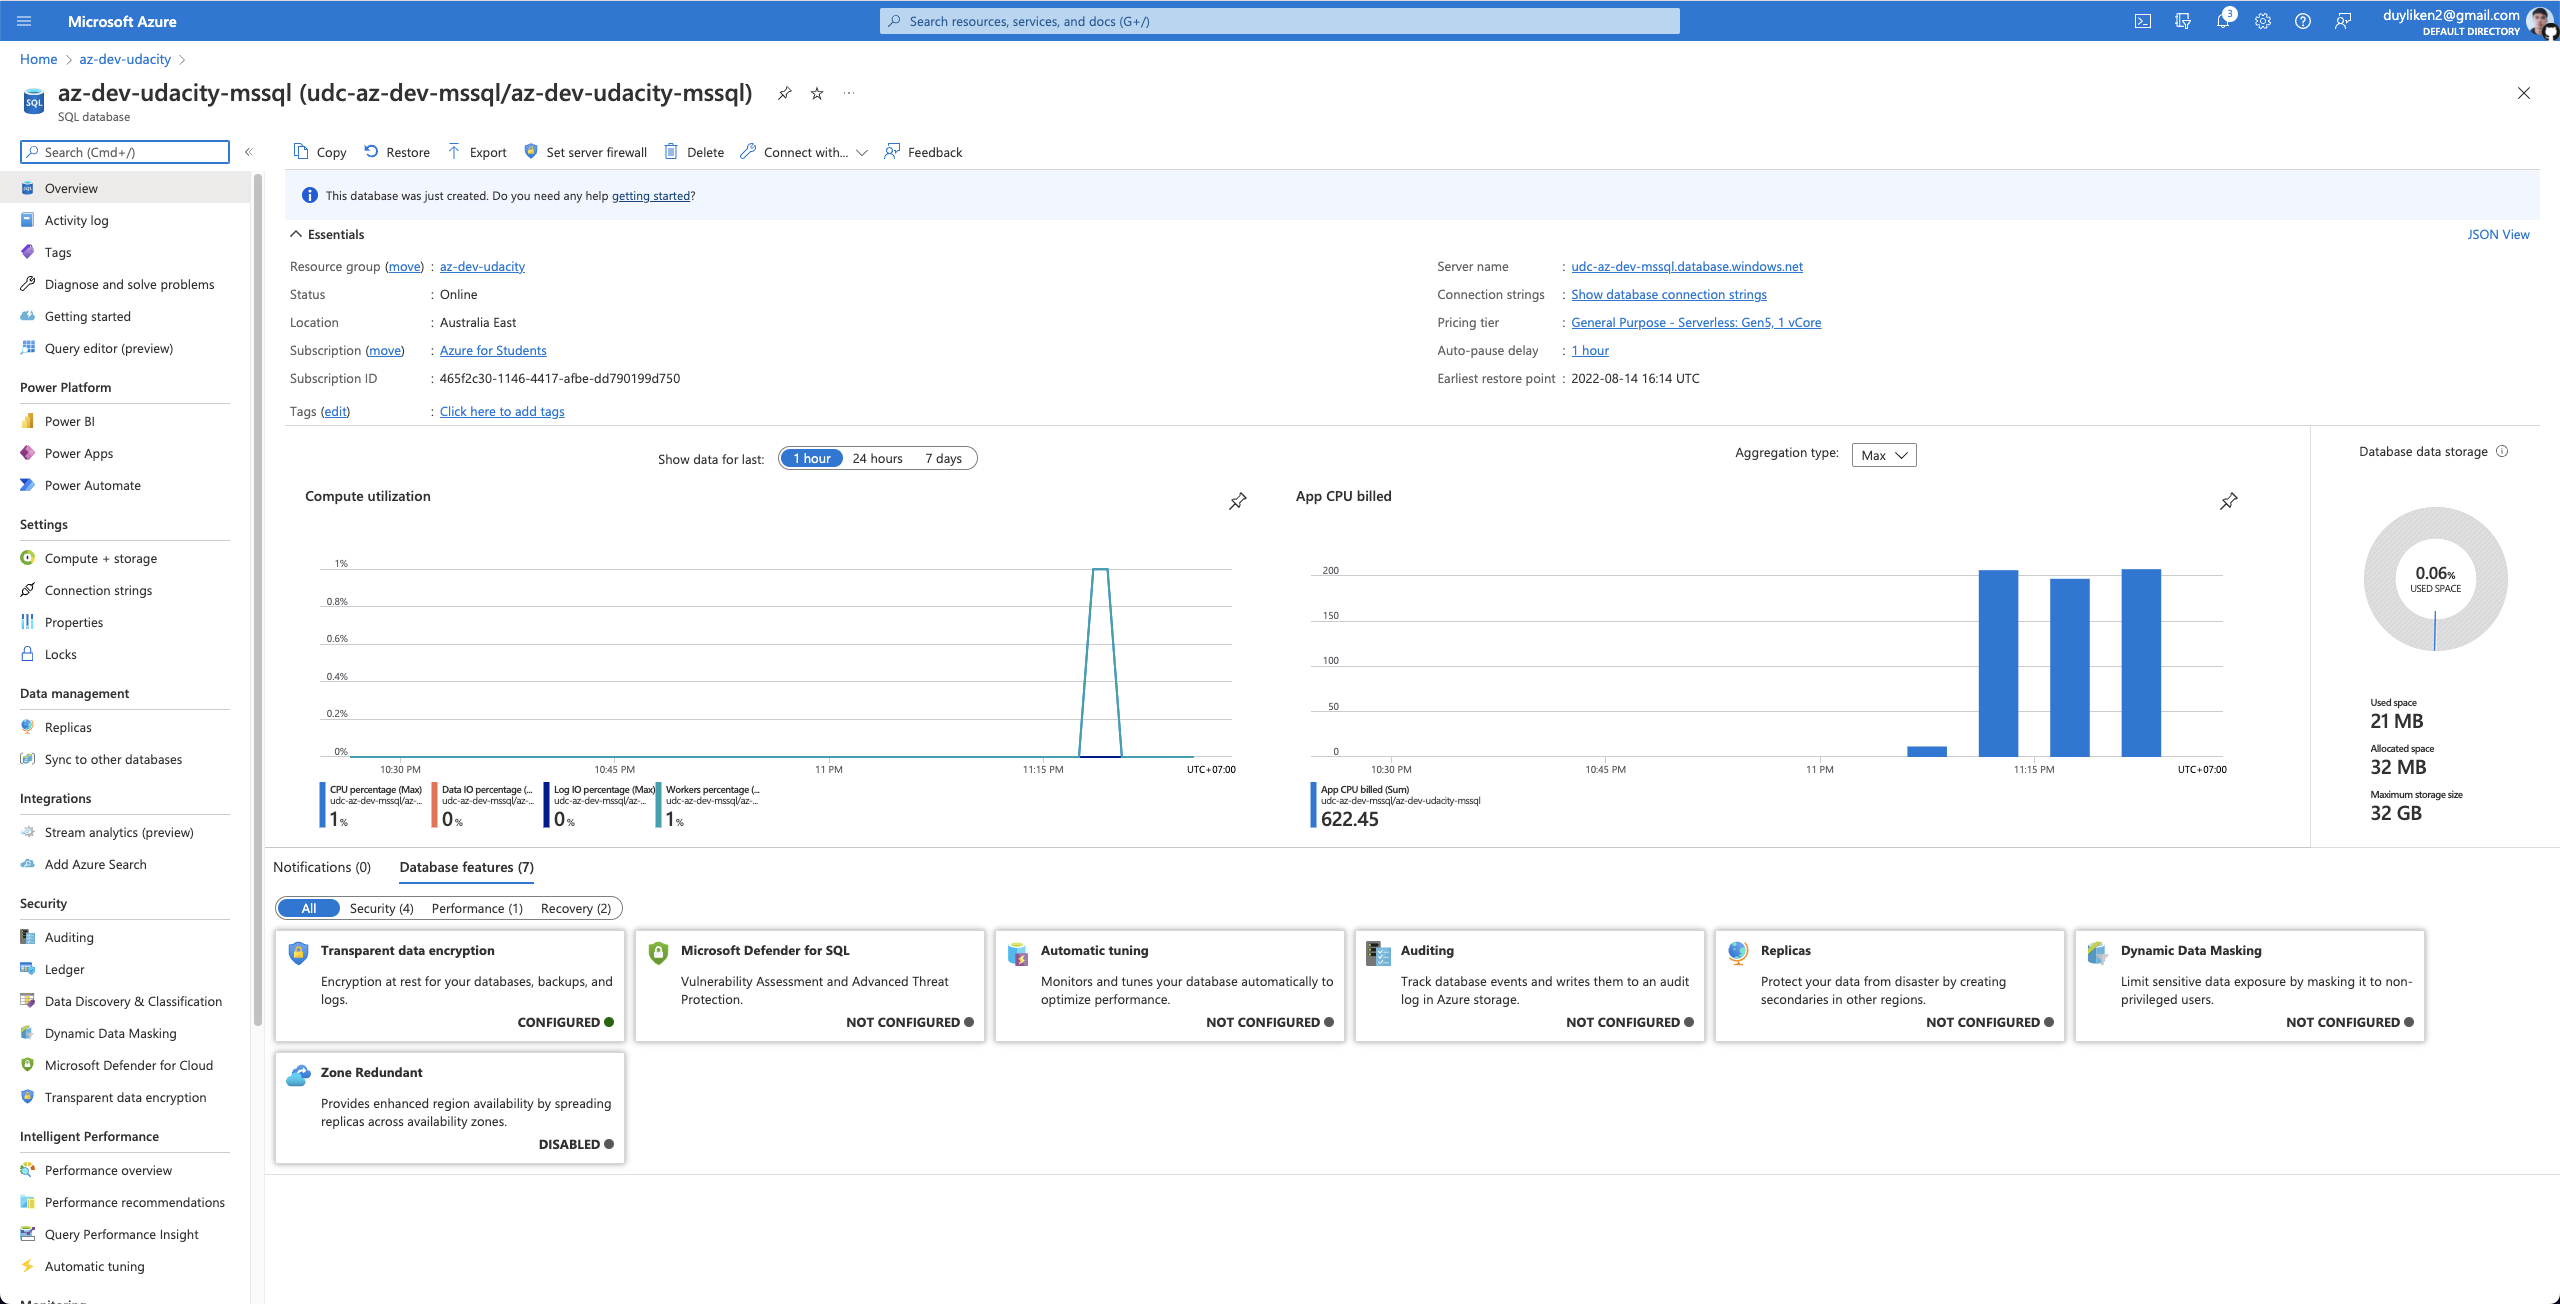 Microsoft Azure
Search resources, services, and docs (G+/)
3
duyliken2@gmail.com
DEFAULT DIRECTORY
Home > az-dev-udacity >
SQL
az-dev-udacity-mssql (udc-az-dev-mssql/az-dev-udacity-mssql)
SQL database
Search (Cmd+/)
Overview
Activity log
Tags
Diagnose and solve problems
Getting started
Query editor (preview)
Power Platform
Power BI
Power Apps
Power Automate
Settings
Compute + storage
Connection strings
Properties
Locks
Data management
Replicas
Sync to other databases
Integrations
Stream analytics (preview)
Add Azure Search
Security
Auditing
Ledger
Data Discovery & Classification
Dynamic Data Masking
Microsoft Defender for Cloud
Transparent data encryption
Intelligent Performance
Performance overview
Performance recommendations
Query Performance Insight
Automatic tuning
Monitoring
Copy Restore Export Set server firewall Delete Connect with... Feedback
This database was just created. Do you need any help getting started?
Essentials
JSON View
Resource group (move) : az-dev-udacity
Status : Online
Location : Australia East
Subscription (move) : Azure for Students
Subscription ID : 465f2c30-1146-4417-afbe-dd790199d750
Tags (edit) : Click here to add tags
Server name : udc-az-dev-mssql.database.windows.net
Connection strings : Show database connection strings
Pricing tier : General Purpose - Serverless: Gen5, 1 vCore
Auto-pause delay : 1 hour
Earliest restore point : 2022-08-14 16:14 UTC
Show data for last: 1 hour 24 hours 7 days
Aggregation type: Max
Compute utilization
1%
0.8%
0.6%
0.4%
0.2%
0%
10:30 PM 10:45 PM 11 PM 11:15 PM UTC+07:00
CPU percentage (Max)
udc-az-dev-mssql/az-...
1%
Data IO percentage (...
udc-az-dev-mssql/az-...
0%
Log IO percentage (Max)
udc-az-dev-mssql/az-...
0%
Workers percentage (...
udc-az-dev-mssql/az-...
1%
App CPU billed
200
150
100
50
0
10:30 PM 10:45 PM 11 PM 11:15 PM UTC+07:00
App CPU billed (Sum)
udc-az-dev-mssql/az-dev-udacity-mssql
622.45
Database data storage
0.06%
USED SPACE
Used space
21 MB
Allocated space
32 MB
Maximum storage size
32 GB
Notifications (0) Database features (7)
All Security (4) Performance (1) Recovery (2)
Transparent data encryption
Encryption at rest for your databases, backups, and
logs.
CONFIGURED
Microsoft Defender for SQL
Vulnerability Assessment and Advanced Threat
Protection.
NOT CONFIGURED
Automatic tuning
Monitors and tunes your database automatically to
optimize performance.
NOT CONFIGURED
Auditing
Track database events and writes them to an audit
log in Azure storage.
NOT CONFIGURED
Replicas
Protect your data from disaster by creating
secondaries in other regions.
NOT CONFIGURED
Dynamic Data Masking
Limit sensitive data exposure by masking it to non-
privileged users.
NOT CONFIGURED
Zone Redundant
Provides enhanced region availability by spreading
replicas across availability zones.
DISABLED